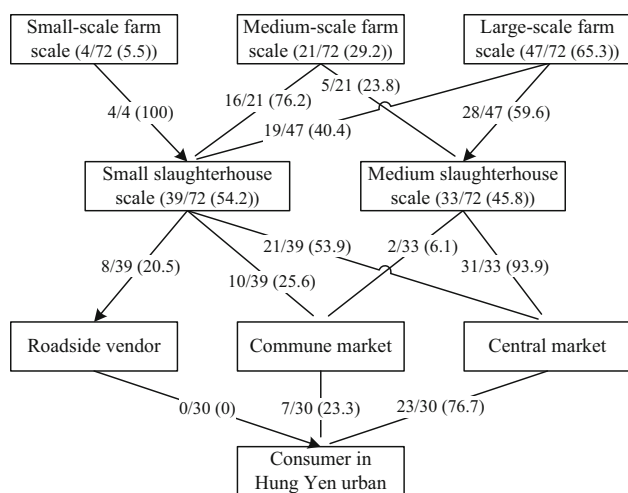 Small-scale farm
scale (4/72 (5.5))
Medium-scale farm
scale (21/72 (29.2))
Large-scale farm
scale (47/72 (65.3))
4/4 (100)
16/21 (76.2)
5/21 (23.8)
19/47 (40.4)
28/47 (59.6)
Small slaughterhouse
scale (39/72 (54.2))
Medium slaughterhouse
scale (33/72 (45.8))
8/39 (20.5)
10/39 (25.6)
21/39 (53.9)
2/33 (6.1)
31/33 (93.9)
Roadside vendor
Commune market
Central market
0/30 (0)
7/30 (23.3)
23/30 (76.7)
Consumer in
Hung Yen urban